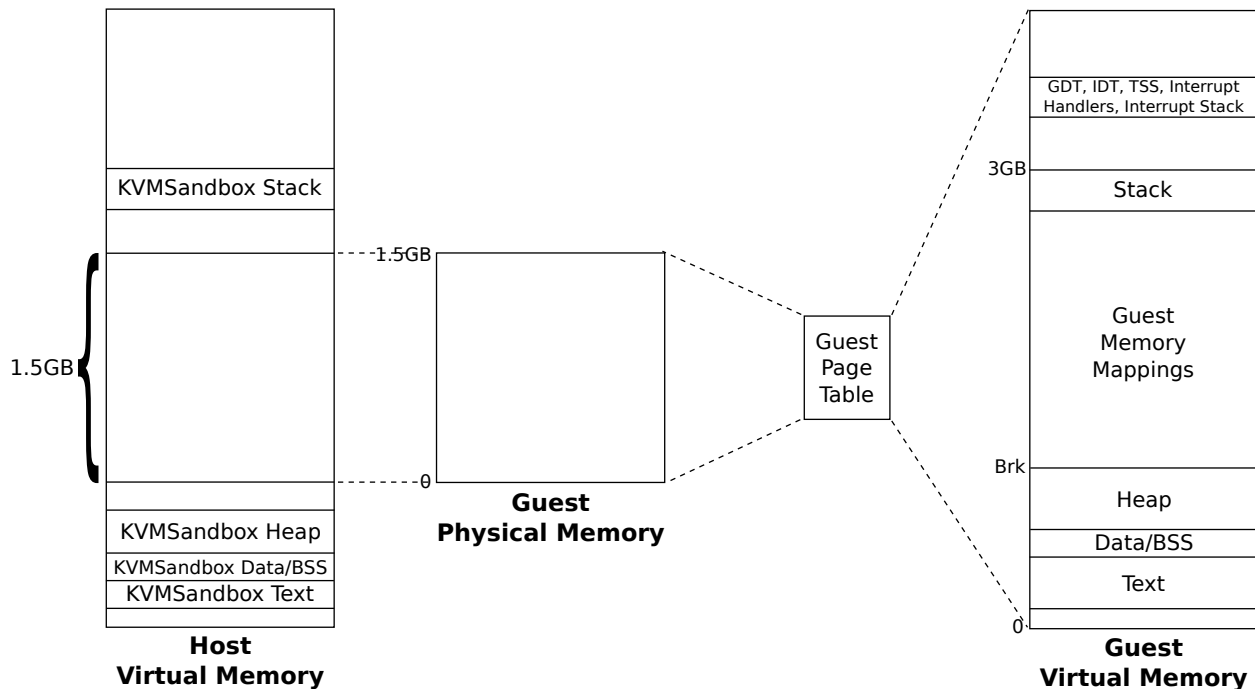 KVMSandbox Stack
1.5GB
KVMSandbox Heap
KVMSandbox Data/BSS
KVMSandbox Text
Host
Virtual Memory
1.5GB
0
Guest
Physical Memory
Guest
Page
Table
GDT, IDT, TSS, Interrupt
Handlers, Interrupt Stack
3GB
Stack
Guest
Memory
Mappings
Brk
Heap
Data/BSS
Text
0
Guest
Virtual Memory